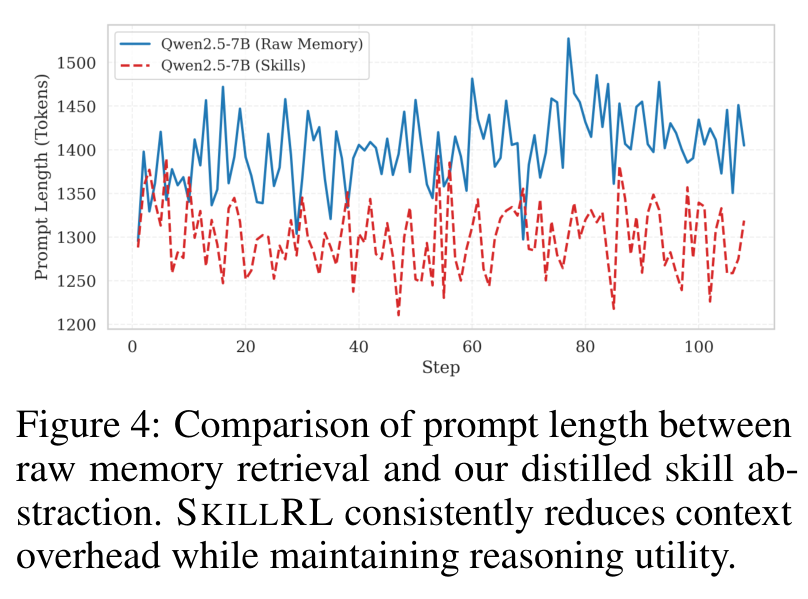 Qwen2.5-7B (Raw Memory)
Qwen2.5-7B (Skills)
Prompt Length (Tokens)
1500
1450
1400
1350
1300
1250
1200
0 20 40 60 80 100
Step
Figure 4: Comparison of prompt length between
raw memory retrieval and our distilled skill ab-
straction. SKILLRL consistently reduces context
overhead while maintaining reasoning utility.